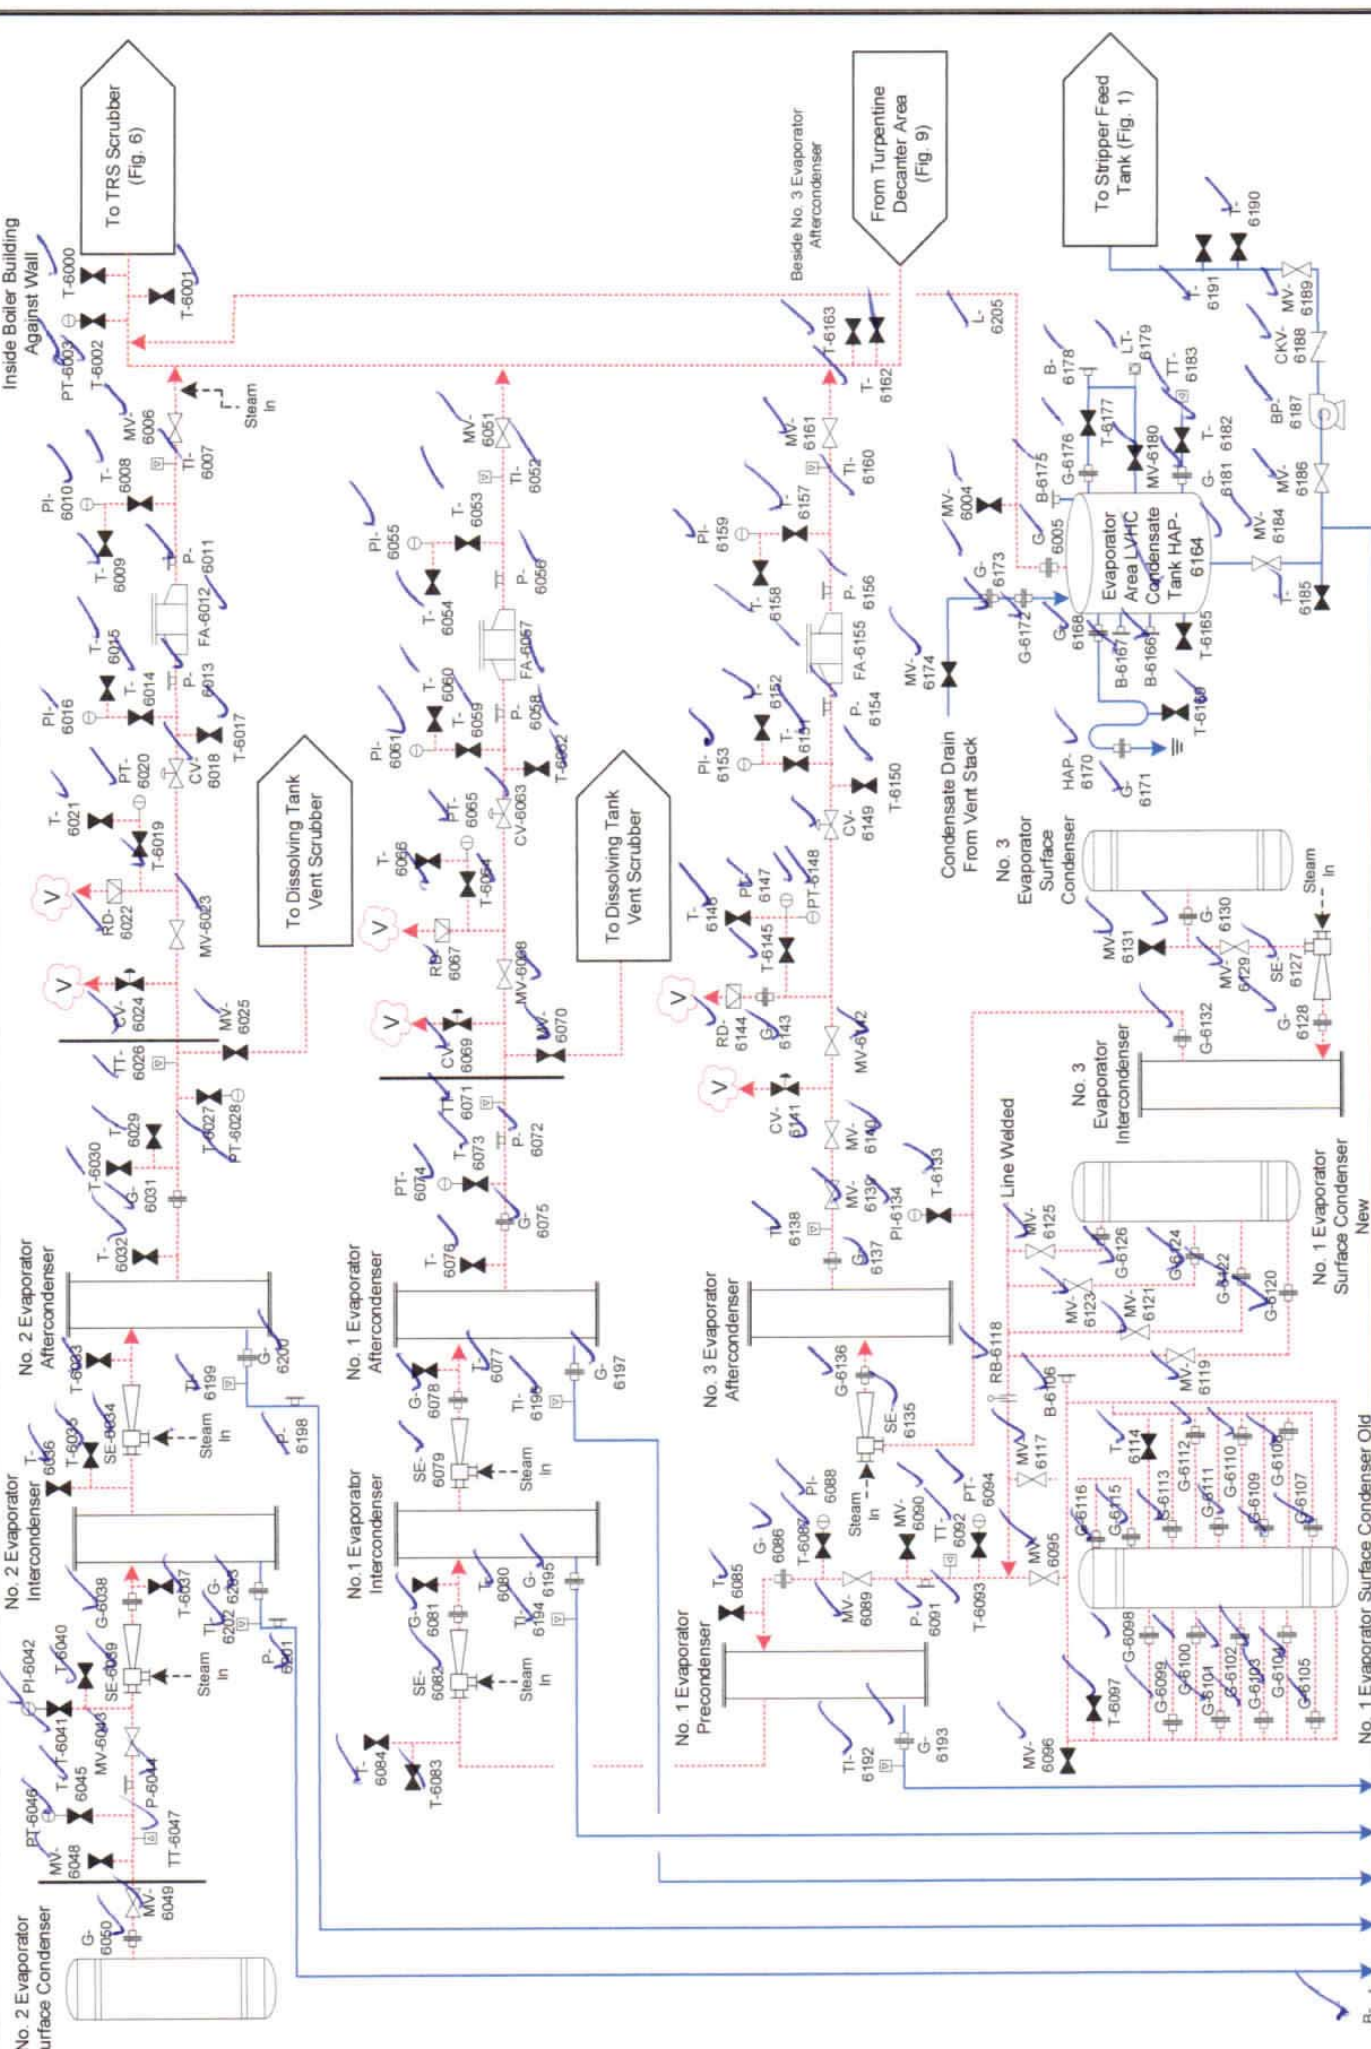 Inside Boiler Building
Against Wall
To TRS Scrubber
(Fig. 6)
T-6000
T-6001
PT-6003
T-6002
MV-
6006
Steam
In
TI-
6007
T-
6008
PI-
6010
T-
6009
P-
6011
FA-6012
T-
6015
P-
6013
PI-
6016
T-
6014
T-6017
CV-
6018
PT-
6020
T-
6021
T-6019
V
RD-
6022
MV-6023
V
CV-
6024
MV-
6025
To Dissolving Tank
Vent Scrubber
TT-
6026
T-
6029
T-6030
T-6027
PT-6028
G-
6031
T-
6032
No. 2 Evaporator
Aftercondenser
T-6033
TI-
6199
G-
6200
P-
6198
SE-6034
T-6035
T-
6036
Steam
In
No. 2 Evaporator
Intercondenser
G-6038
T-6037
G-
6203
TI-
6202
P-
6201
PI-6042
T-6040
SE-6039
Steam
In
T-6041
MV-6043
P-6044
T-
6045
PT-6046
TT-6047
MV-
6048
MV-
6049
G-
6050
No. 2 Evaporator
urface Condenser
MV-
6051
TI-
6052
T-
6053
PI-
6055
T-
6054
P-
6056
FA-6057
T-
6060
T-
6059
P-
6058
PI-
6061
T-6062
CV-6063
PT-
6065
T-
6066
T-6064
V
RD-
6067
MV-6068
V
CV-
6069
MV-
6070
To Dissolving Tank
Vent Scrubber
6071
P-
6072
T-
6073
PT-
6074
G-
6075
T-
6076
No. 1 Evaporator
Aftercondenser
T-
6077
G-
6078
TI-
6196
G-
6197
SE-
6079
Steam
In
No.1 Evaporator
Intercondenser
T-
6080
G-
6081
G-
6195
TI-
6194
SE-
6082
Steam
In
T-
6084
T-6083
Beside No. 3 Evaporator
Aftercondenser
From Turpentine
Decanter Area
(Fig. 9)
T-6163
T-
6162
MV-
6161
TI-
6160
T-
6157
PI-
6159
T-
6158
P-
6156
FA-6155
T-
6152
P-
6154
PI-
6153
T-
6151
T-6150
CV-
6149
PT-6148
PI-
6147
T-
6146
T-6145
V
RD-
6144
G-
6143
MV-6142
V
CV-
6141
MV-
6140
MV-
6139
T-6133
PI-6134
TI-
6138
G-
6137
No. 3 Evaporator
Aftercondenser
G-6136
SE-
6135
Steam
In
PI-
6088
T-6087
G-
6086
T-
6085
MV-
6089
MV-
6090
P-
6091
TT-
6092
PT-
6094
T-6093
MV-
6095
No. 1 Evaporator
Precondenser
TI-
6192
G-
6193
To Stripper Feed
Tank (Fig. 1)
T-
6190
T-
6191
MV-
6189
CKV-
6188
BP-
6187
MV-
6186
MV-
6184
T-
6185
L-
6205
B-
6178
LT-
6179
TT-
6183
T-6177
G-6176
B-6175
MV-6180
T-
6182
G-
6181
MV-
6004
G-
6005
Evaporator
Area LVHC
Condensate
Tank HAP-
6164
G-
6173
G-6172
MV-
6174
G-
6168
B-6167
B-6166
T-6165
T-6169
HAP-
6170
G-
6171
Condensate Drain
From Vent Stack
No. 3
Evaporator
Surface
Condenser
MV-
6131
G-
6130
MV-
6129
SE-
6127
Steam
In
G-
6128
G-6132
No. 3
Evaporator
Intercondenser
Line Welded
MV-
6125
G-6126
G-6124
MV-
6123
G-6122
MV-
6121
G-6120
MV-
6119
No. 1 Evaporator
Surface Condenser
New
RB-6118
B-6106
MV-
6117
T-
6114
G-6112
G-6110
G-6108
G-6116
G-6115
G-6113
G-6111
G-6109
G-6107
G-6098
G-6099
G-6100
G-6101
G-6102
G-6103
G-6104
G-6105
T-6097
MV-
6096
No. 1 Evaporator Surface Condenser Old